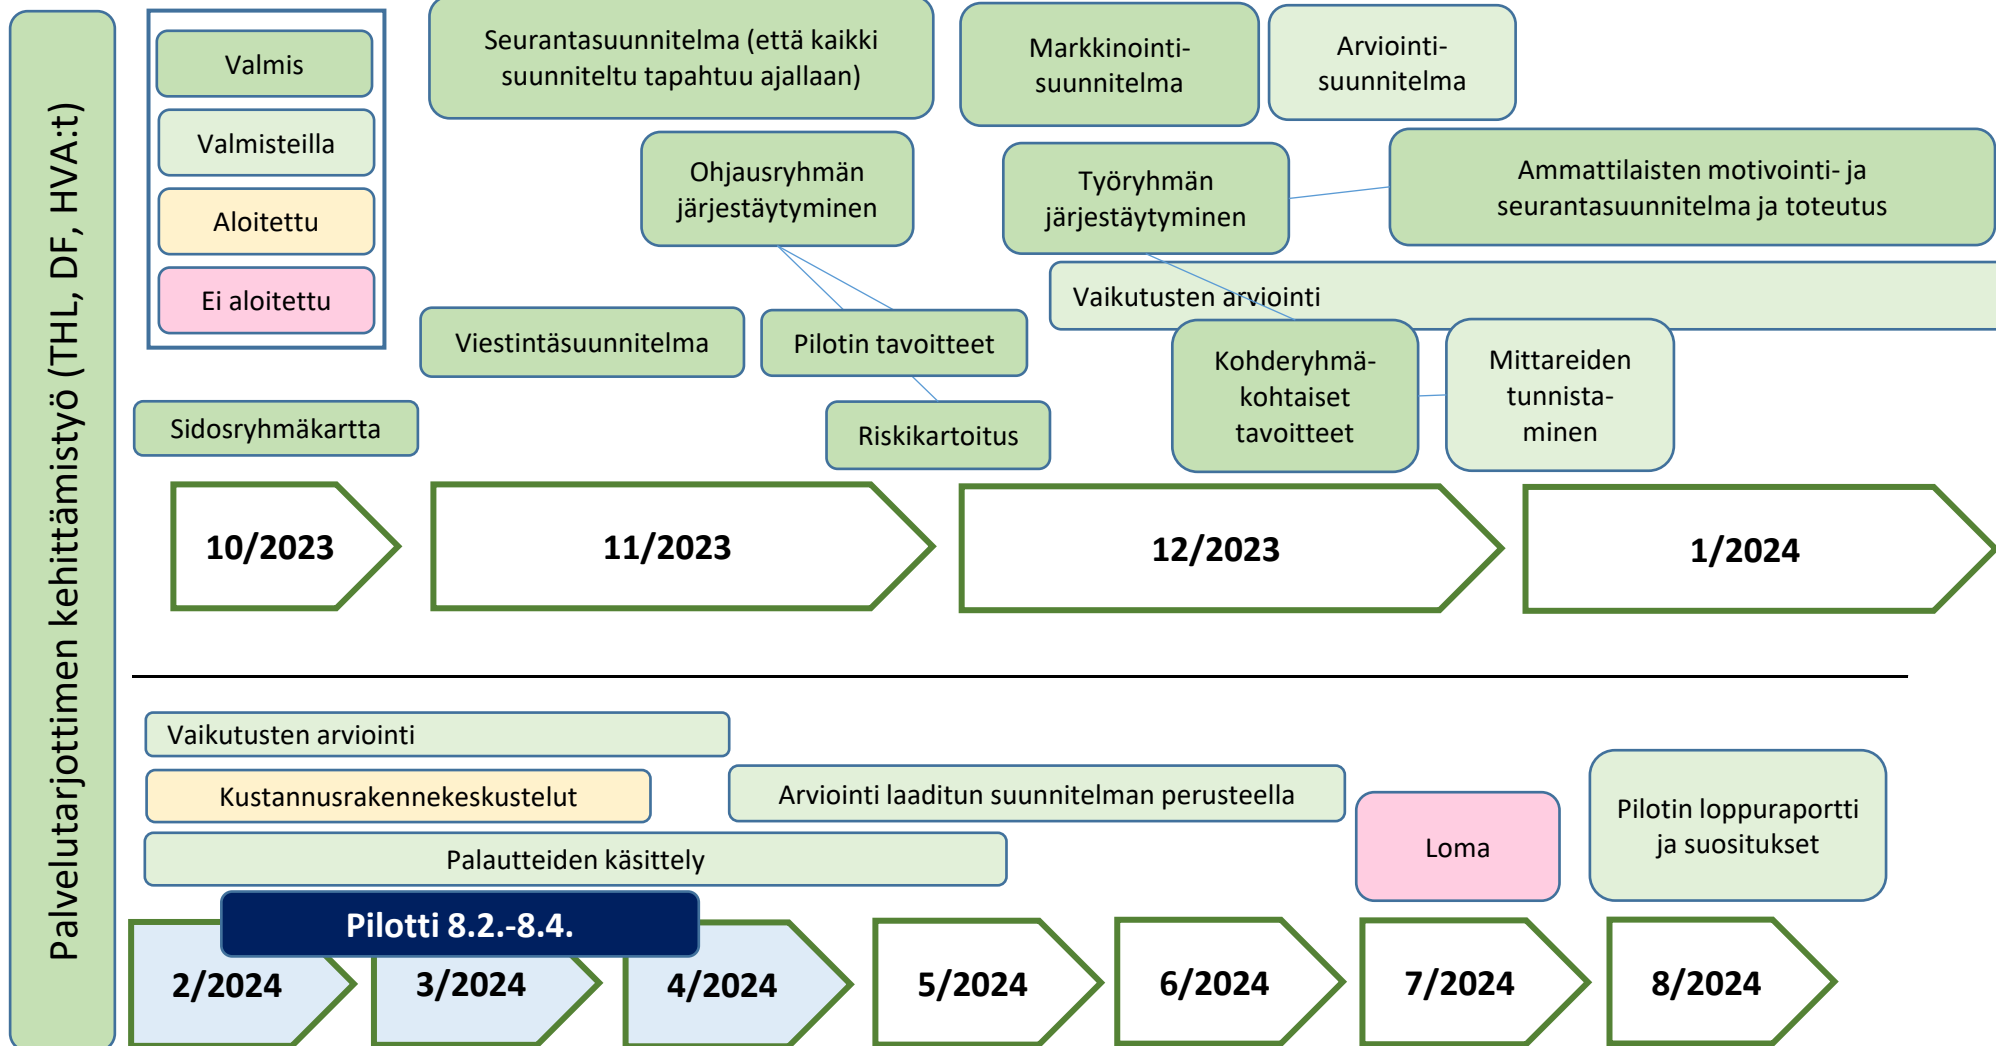 Palvelutarjottimen kehittämistyö (THL, DF, HVA:t)
Valmis
Valmisteilla
Aloitettu
Ei aloitettu
Seurantasuunnitelma (että kaikki
suunniteltu tapahtuu ajallaan)
Markkinointi-
suunnitelma
Arviointi-
suunnitelma
Ohjausryhmän
järjestäytyminen
Työryhmän
järjestäytyminen
Ammattilaisten motivointi- ja
seurantasuunnitelma ja toteutus
Vaikutusten arviointi
Viestintäsuunnitelma
Pilotin tavoitteet
Kohderyhmä-
kohtaiset
tavoitteet
Mittareiden
tunnista-
minen
Sidosryhmäkartta
Riskikartoitus
10/2023
11/2023
12/2023
1/2024
Vaikutusten arviointi
Kustannusrakennekeskustelut
Arviointi laaditun suunnitelman perusteella
Palautteiden käsittely
Loma
Pilotin loppuraportti
ja suositukset
Pilotti 8.2.-8.4.
2/2024
3/2024
4/2024
5/2024
6/2024
7/2024
8/2024